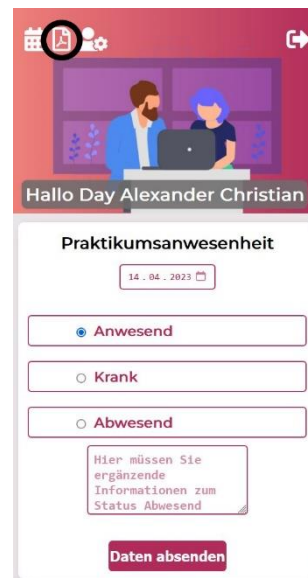 Hallo Day Alexander Christian
Praktikumsanwesenheit
14.04.2023
Anwesend
Krank
Abwesend
Hier müssen Sie
ergänzende
Informationen zum
Status Abwesend
Daten absenden